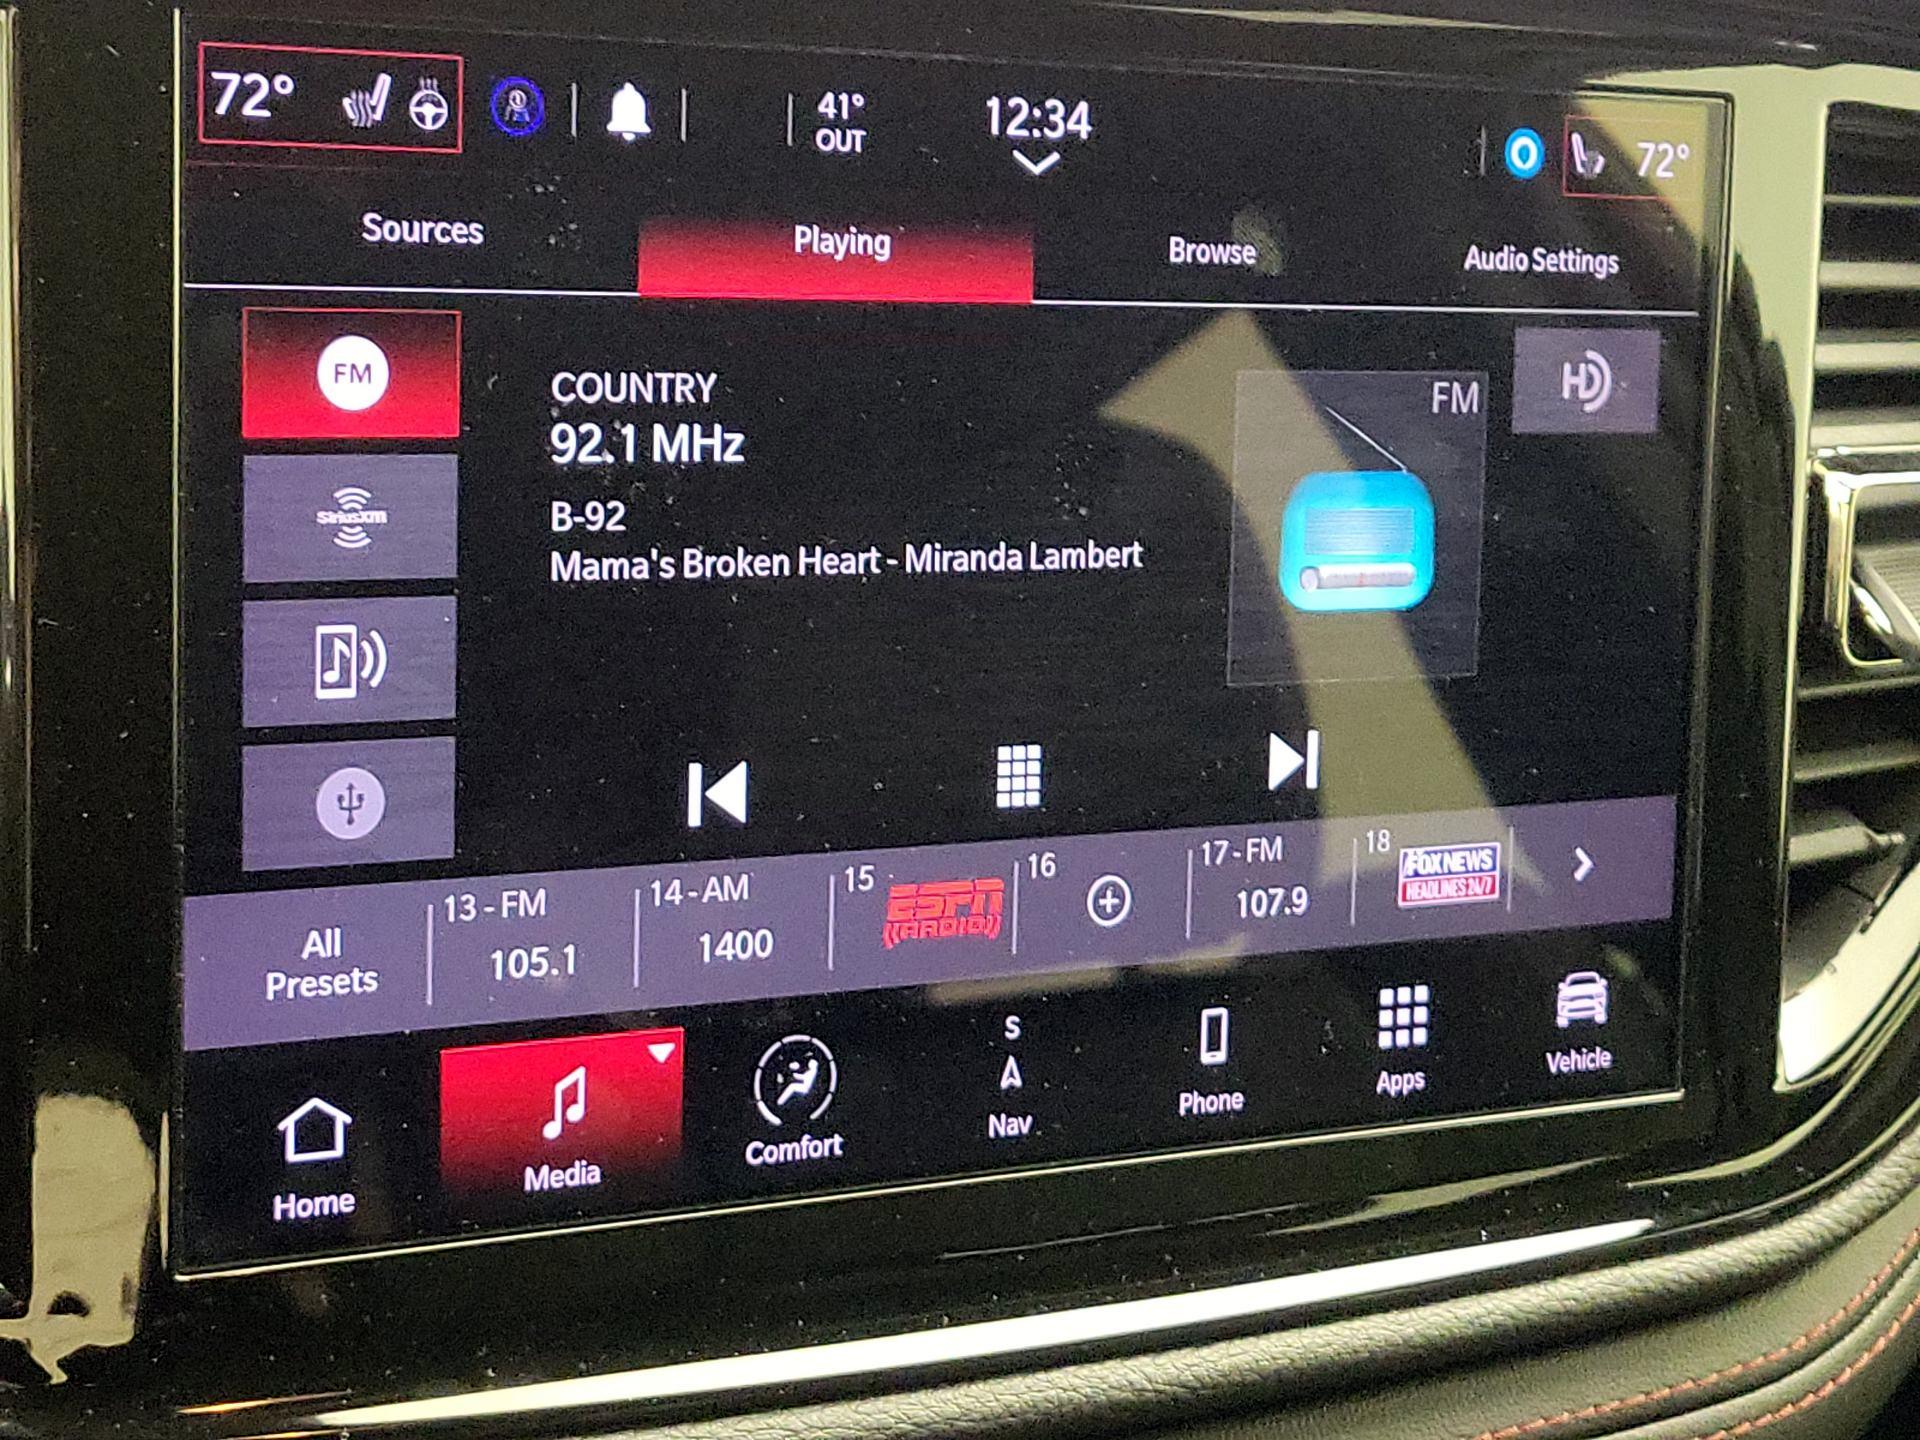 72°
41°
OUT
12:34
72°
Sources
Playing
Browse
Audio Settings
FM
COUNTRY
92.1 MHz
B-92
Mama's Broken Heart - Miranda Lambert
FM
HD
SiriusXm
All
Presets
13 - FM
105.1
14 - AM
1400
15
ESPN
RADIO
16
17 - FM
107.9
18
FOX NEWS
HEADLINES 24/7
Home
Media
Comfort
S
Nav
Phone
Apps
Vehicle